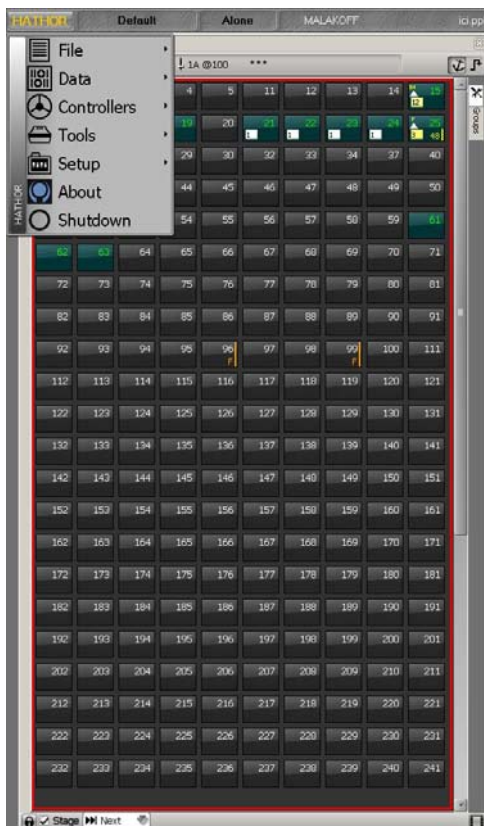 HATHOR Default Alone MALAKOFF ici pp
File
Data
Controllers
Tools
Setup
About
Shutdown
HATHOR
1A @100 ***
Groups
4 5 11 12 13 14 15
12
19 20 21 22 23 24 25
1 1 1 1 3 48
29 30 32 33 34 37 40
44 45 46 47 48 49 50
54 55 56 57 58 59 61
62 63 64 65 66 67 68 69 70 71
72 73 74 75 76 77 78 79 80 81
82 83 84 85 86 87 88 89 90 91
92 93 94 95 96 97 98 99 100 111
F F
112 113 114 115 116 117 118 119 120 121
122 123 124 125 126 127 128 129 130 131
132 133 134 135 136 137 138 139 140 141
142 143 144 145 146 147 148 149 150 151
152 153 154 155 156 157 158 159 160 161
162 163 164 165 166 167 168 169 170 171
172 173 174 175 176 177 178 179 180 181
182 183 184 185 186 187 188 189 190 191
192 193 194 195 196 197 198 199 200 201
202 203 204 205 206 207 208 209 210 211
212 213 214 215 216 217 218 219 220 221
222 223 224 225 226 227 228 229 230 231
232 233 234 235 236 237 238 239 240 241
Stage Next